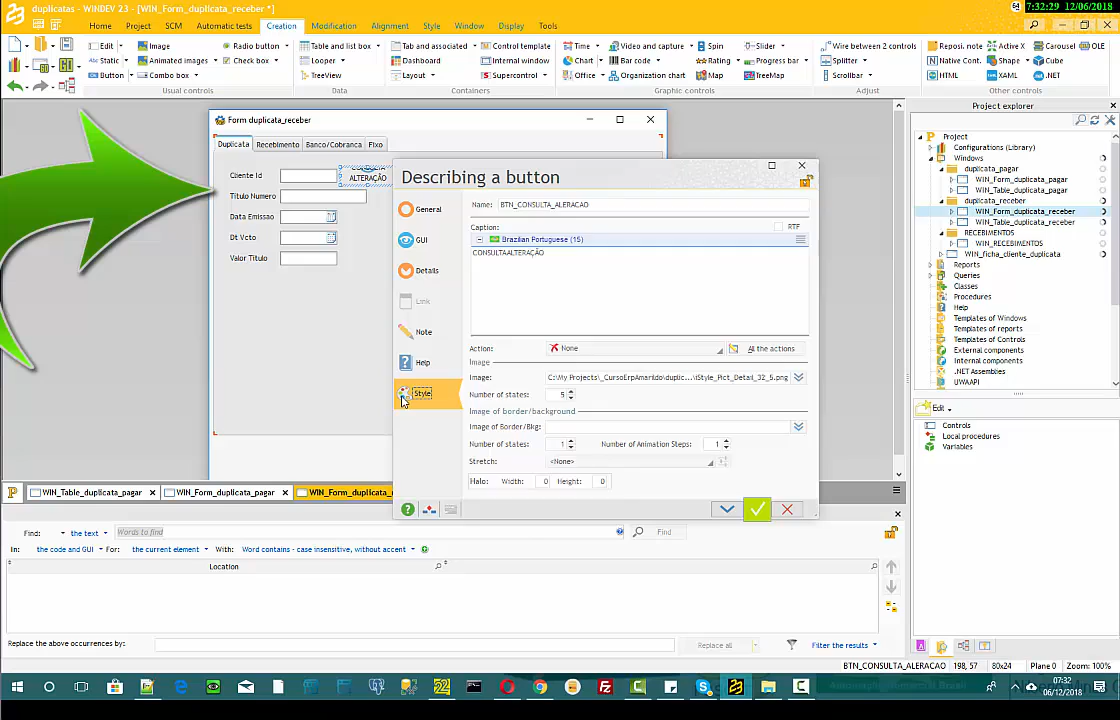 duplicatas - WINDEV 23 - [WIN_Form_duplicata_receber *]
64
7:32:29 12/06/2018
Home Project SCM Automatic tests Creation Modification Alignment Style Window Display Tools
Edit Image Radio button Table and list box Tab and associated Control template Time Video and capture Spin Slider Wire between 2 controls Reposi. note Active X Carousel OLE
Static Animated images Check box Looper Dashboard Internal window Chart Bar code Rating Progress bar Splitter Native Cont. Shape Cube
Button Combo box TreeView Layout Supercontrol Office Organization chart Map TreeMap Scrollbar HTML XAML .NET
Usual controls Data Containers Graphic controls Adjust Other controls
Form duplicata_receber
Duplicata Recebimento Banco/Cobranca Fixo
Cliente Id
ALTERAÇÃO
Titulo Numero
Data Emissao
Dt Vcto
Valor Titulo
Describing a button
General
GUI
Details
Link
Note
Help
Style
Name: BTN_CONSULTA_ALERACAO
Caption: RTF
Brazilian Portuguese (15)
CONSULTAALTERAÇÃO
Action: None All the actions
Image
Image: C:\My Projects\_CursoErpAmarildo\duplic...\tStyle_Pict_Detail_32_5.png
Number of states: 5
Image of border/background
Image of Border/Bkg:
Number of states: 1 Number of Animation Steps: 1
Stretch: <None>
Halo: Width: 0 Height: 0
Project explorer
Project
Configurations (Library)
Windows
duplicata_pagar
WIN_Form_duplicata_pagar
WIN_Table_duplicata_pagar
duplicata_receber
WIN_Form_duplicata_receber
WIN_Table_duplicata_receber
RECEBIMENTOS
WIN_RECEBIMENTOS
WIN_ficha_cliente_duplicata
Reports
Queries
Classes
Procedures
Help
Templates of Windows
Templates of reports
Templates of Controls
External components
Internal components
.NET Assemblies
UWAAPI
Edit
Controls
Local procedures
Variables
WIN_Table_duplicata_pagar WIN_Form_duplicata_pagar WIN_Form_duplicata_
Find: the text Words to find Find
In: the code and GUI For: the current element With: Word contains - case insensitive, without accent
Location
Replace the above occurrences by: Replace all Filter the results
BTN_CONSULTA_ALERACAO 198, 57 80x24 Plane 0 Zoom: 100%
07:32
06/12/2018